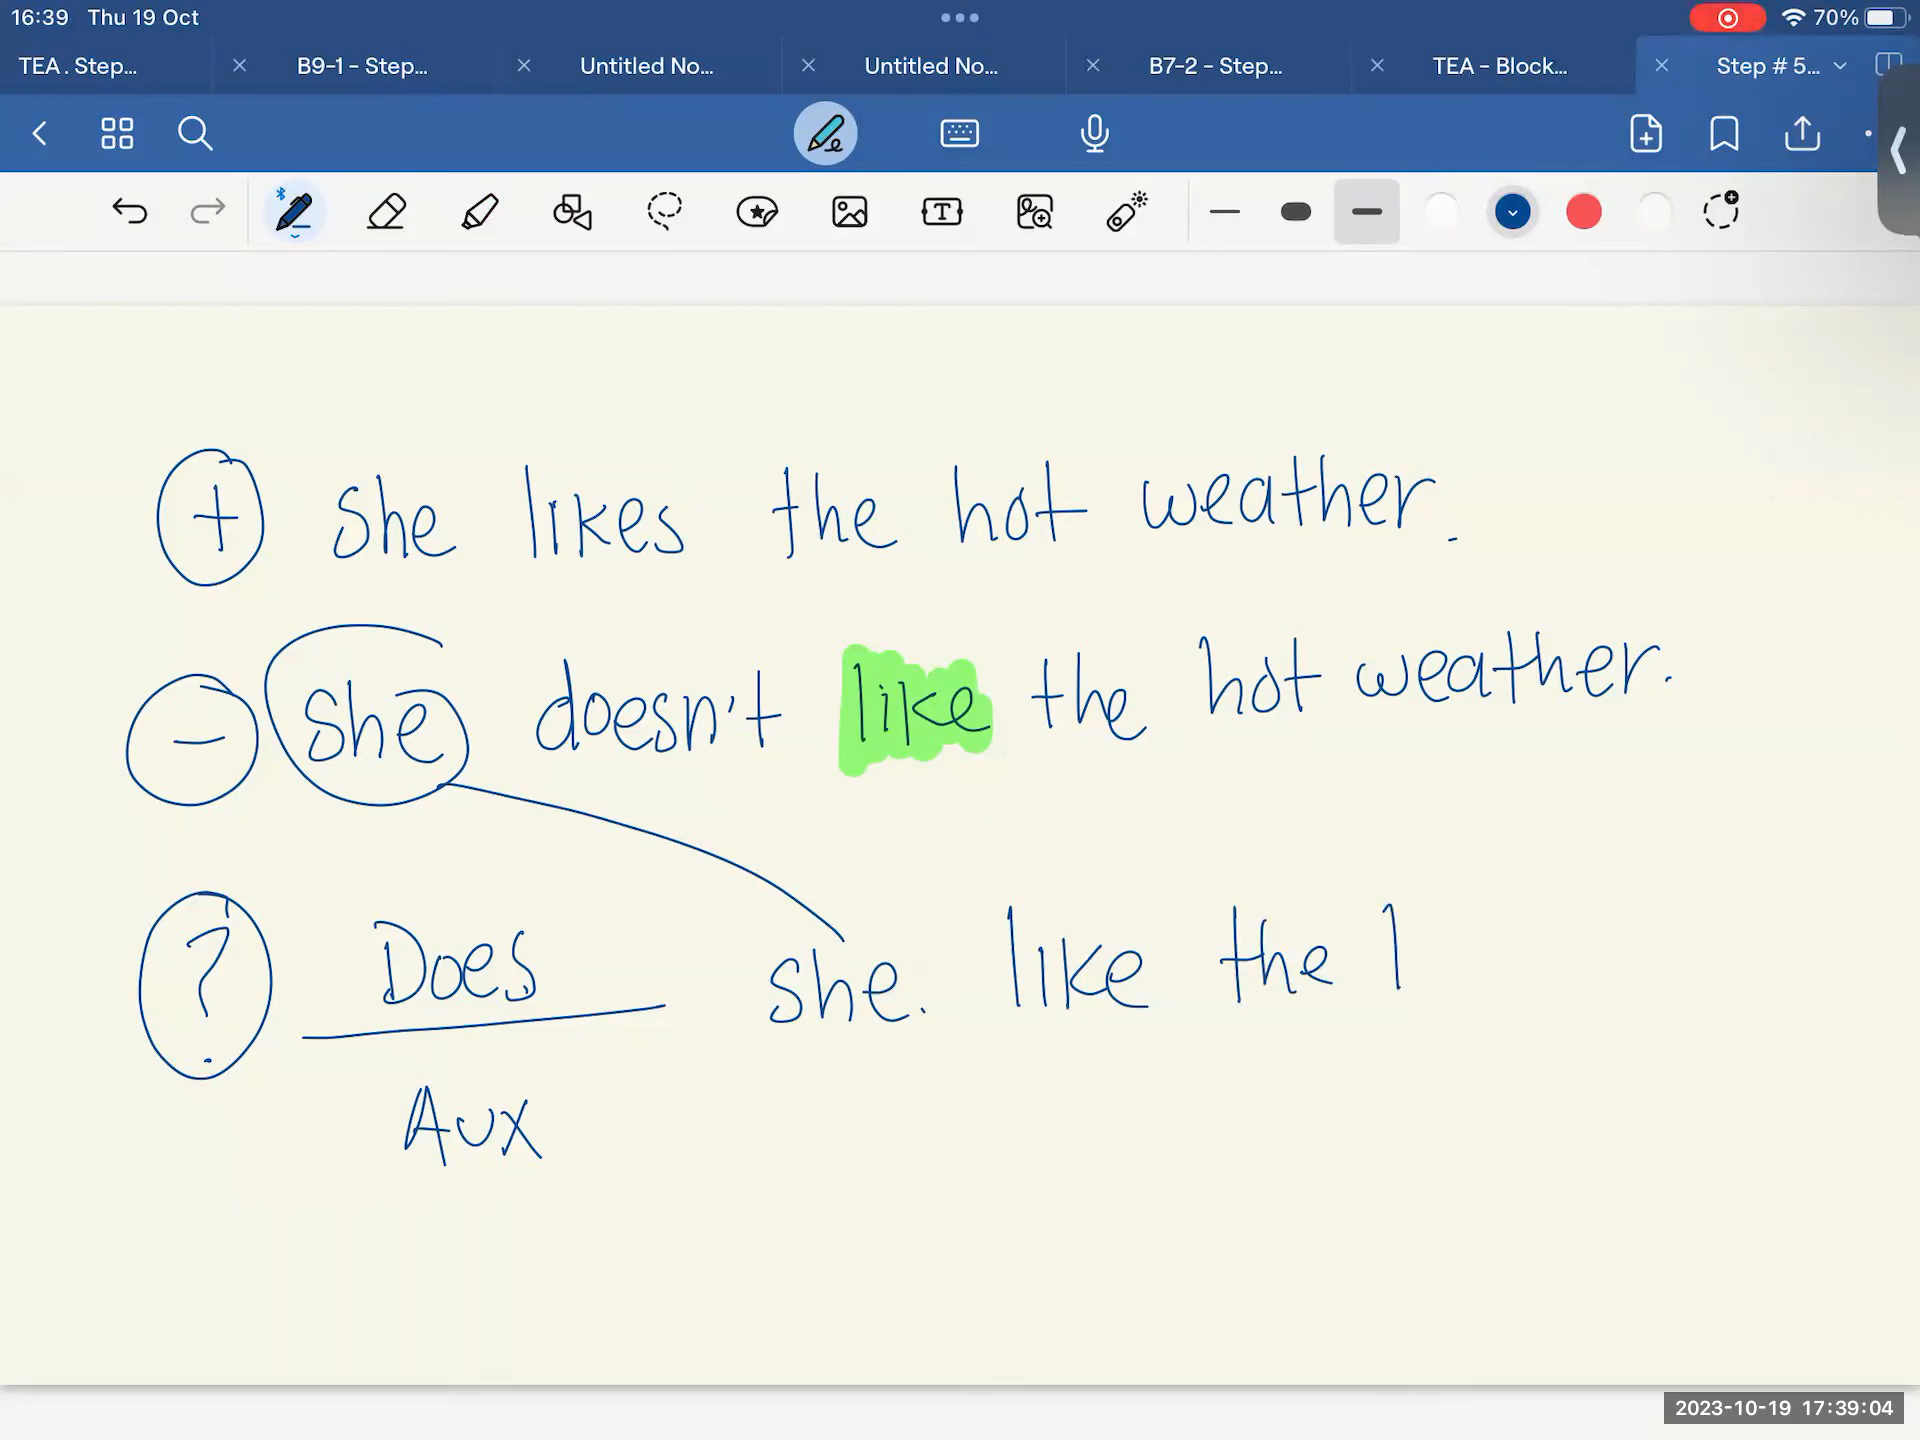 16:39 Thu 19 Oct 70%
TEA . Step... B9-1 - Step... Untitled No... Untitled No... B7-2 - Step... TEA - Block... Step # 5...
+ She likes the hot weather.
- She doesn't like the hot weather.
? Does she. like the l
Aux
2023-10-19 17:39:04